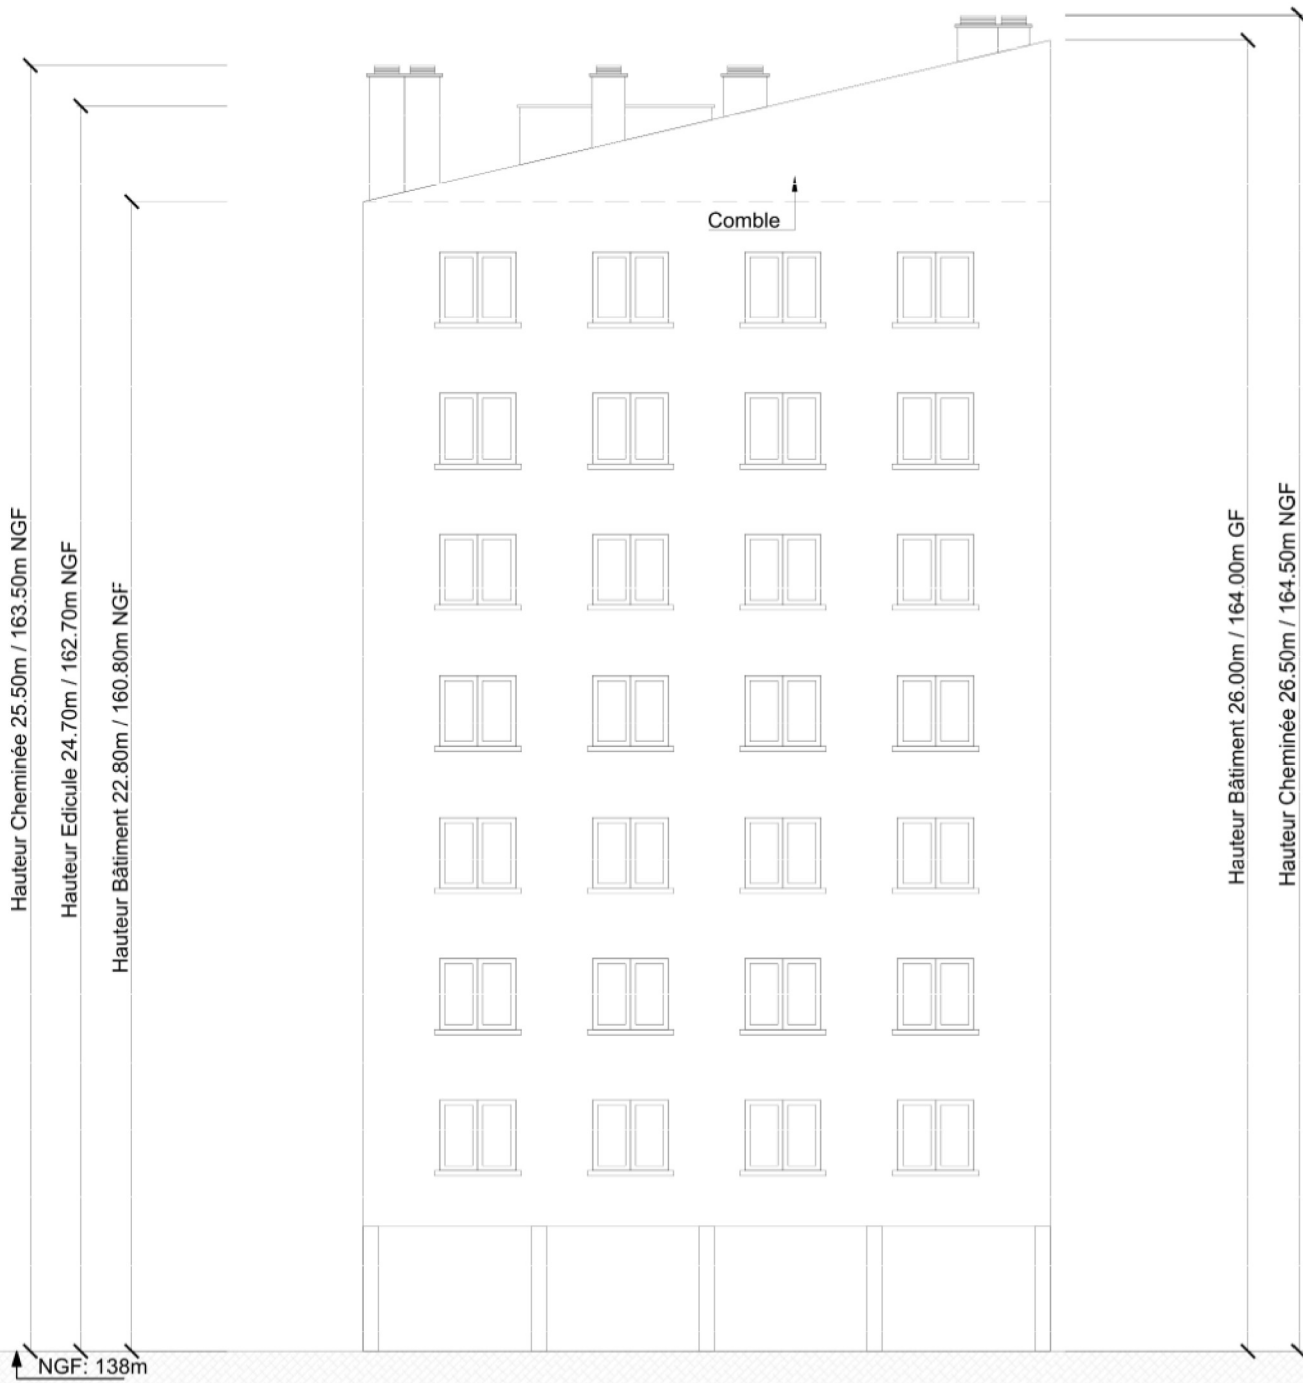 Comble
Hauteur Cheminée 25.50m / 163.50m NGF
Hauteur Edicule 24.70m / 162.70m NGF
Hauteur Bâtiment 22.80m / 160.80m NGF
Hauteur Bâtiment 26.00m / 164.00m GF
Hauteur Cheminée 26.50m / 164.50m NGF
NGF: 138m